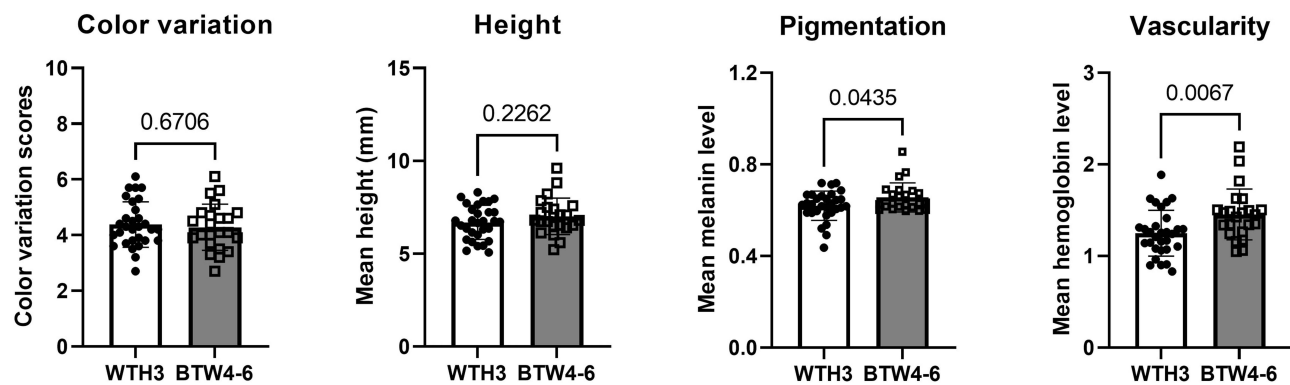 Color variation
Color variation scores
10
8
6
4
2
0
0.6706
WTH3 BTW4-6
Height
Mean height (mm)
15
10
5
0
0.2262
WTH3 BTW4-6
Pigmentation
Mean melanin level
1.2
0.8
0.4
0.0
0.0435
WTH3 BTW4-6
Vascularity
Mean hemoglobin level
3
2
1
0
0.0067
WTH3 BTW4-6